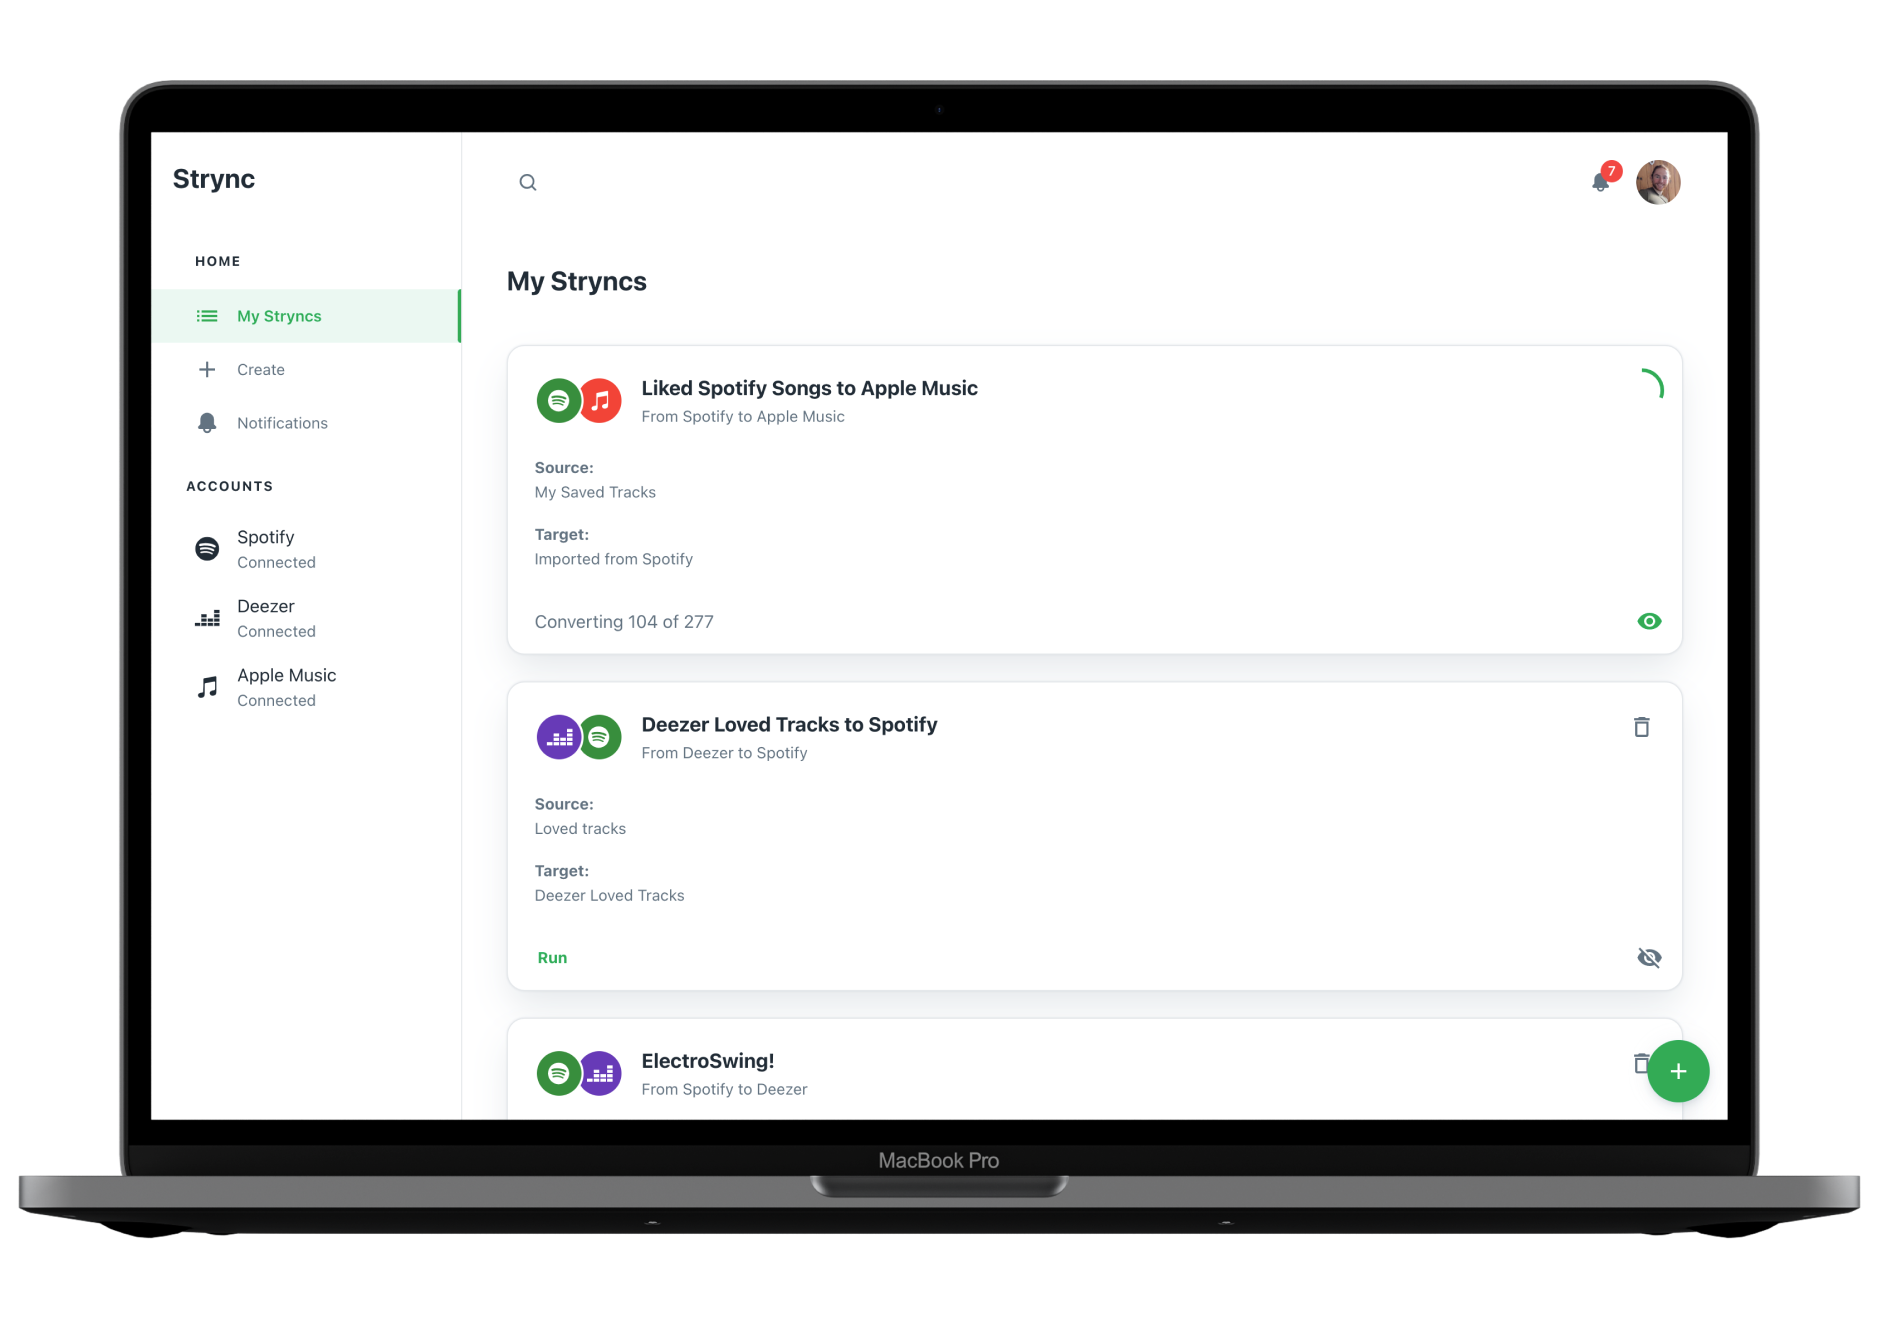 Strync
HOME
My Stryncs
Create
Notifications
ACCOUNTS
Spotify
Connected
Deezer
Connected
Apple Music
Connected
7
My Stryncs
Liked Spotify Songs to Apple Music
From Spotify to Apple Music
Source:
My Saved Tracks
Target:
Imported from Spotify
Converting 104 of 277
Deezer Loved Tracks to Spotify
From Deezer to Spotify
Source:
Loved tracks
Target:
Deezer Loved Tracks
Run
ElectroSwing!
From Spotify to Deezer
MacBook Pro